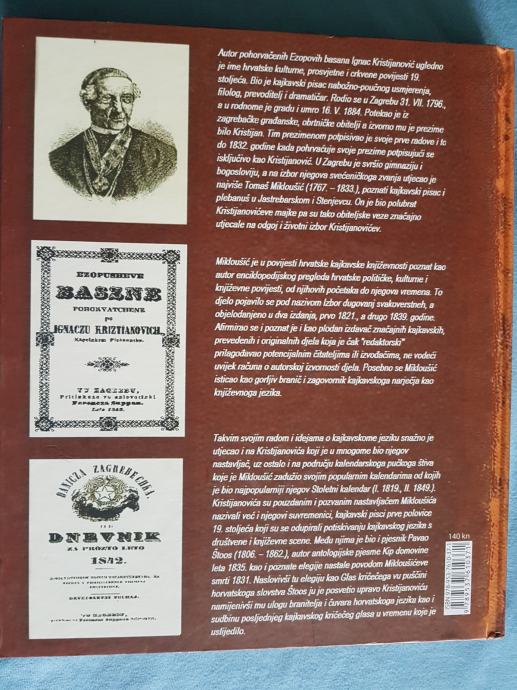 Autor pohorvačenih Ezopovih basana Ignac Kristijanović ugledno
je ime hrvatske kulturne, prosvjetne i crkvene povijesti 19.
stoljeća. Bio je kajkavski pisac nabožno-poučnog usmjerenja,
filolog, prevoditelj i dramatičar. Rodio se u Zagrebu 31. VII. 1796.,
a u rodnome je gradu i umro 16. V. 1884. Potekao je iz
zagrebačke građanske, obrtničke obitelji a izvorno mu je prezime
bilo Kristijan. Tim prezimenom potpisivao je svoje prve radove i to
do 1832. godine kada pohrvaćuje svoje prezime potpisujući se
isključivo kao Kristijanović. U Zagrebu je svršio gimnaziju i
bogosloviju, a na izbor njegova svećeničkoga zvanja utjecao je
najviše Tomaš Mikloušić (1767. – 1833.), poznati kajkavski pisac i
plebanuš u Jastrebarskom i Stenjevcu. On je bio polubrat
Kristijanovićeve majke pa su tako obiteljske veze značajno
utjecale na odgoj i životni izbor Kristijanovićev.
EZOPUSHEVE
BASZNE
POHORVATCHENE
po
IGNACZU KRIZTIANOVICH,
VU ZAGREBU,
Ferencza Suppan.
Leto 1843.
Mikloušić je u povijesti hrvatske kajkavske književnosti poznat kao
autor enciklopedijskog pregleda hrvatske političke, kulturne i
književne povijesti, od njihovih početaka do njegova vremena. To
djelo pojavilo se pod nazivom Izbor dugovanj svakoverstneh, a
objelodanjeno u dva izdanja, prvo 1821., a drugo 1839. godine.
Afirmirao se i poznat je i kao plodan izdavač značajnih kajkavskih,
prevedenih i originalnih djela koja je čak "redaktorski"
prilagođavao potencijalnim čitateljima ili izvođačima, ne vodeći
uvijek računa o autorskoj izvornosti djela. Posebno se Mikloušić
isticao kao gorljiv branič i zagovornik kajkavskoga narječja kao
književnoga jezika.
DANICZA ZAGREBECHKA,
DNEVNIK
ZA PROZTO LETO
1842.
VU ZAGREBU,
Takvim svojim radom i idejama o kajkavskome jeziku snažno je
utjecao i na Kristijanovića koji je u mnogome bio njegov
nastavljač, uz ostalo i na području kalendarskoga pučkoga štiva
koje je Mikloušić zadužio svojim popularnim kalendarima od kojih
je bio najpopularniji njegov Stoletni kalendar (I. 1819., II. 1849.).
Kristijanovića su pouzdanim i pozvanim nastavljačem Mikloušića
nazivali već i njegovi suvremenici, kajkavski pisci prve polovice
19. stoljeća koji su se odupirali potiskivanju kajkavskog jezika s
društvene i književne scene. Među njima je bio i pjesnik Pavao
Štoos (1806. – 1862.), autor antologijske pjesme Kip domovine
leta 1835. kao i poznate elegije nastale povodom Mikloušićeve
smrti 1831. Naslovivši tu elegiju kao Glas kričečega vu puščini
horvatskoga slovstva Štoos ju je posvetio upravo Kristijanoviću
namijenivši mu ulogu branitelja i čuvara horvatskoga jezika kao i
sudbinu posljednjeg kajkavskog kričečeg glasa u vremenu koje je
uslijedilo.
140 kn